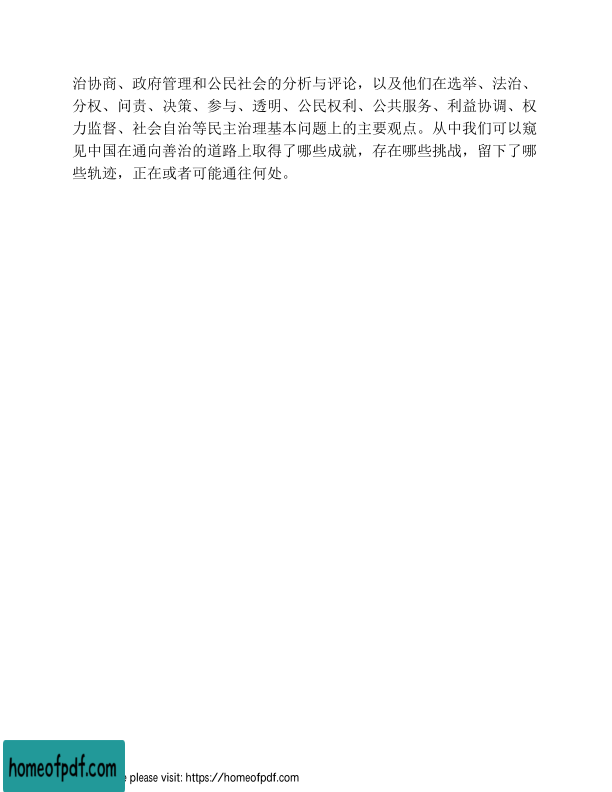 治协商、政府管理和公民社会的分析与评论，以及他们在选举、法治、
分权、问责、决策、参与、透明、公民权利、公共服务、利益协调、权
力监督、社会自治等民主治理基本问题上的主要观点。从中我们可以窥
见中国在通向善治的道路上取得了哪些成就，存在哪些挑战，留下了哪
些轨迹，正在或者可能通往何处。
homeofpdf.com
please visit: https://homeofpdf.com